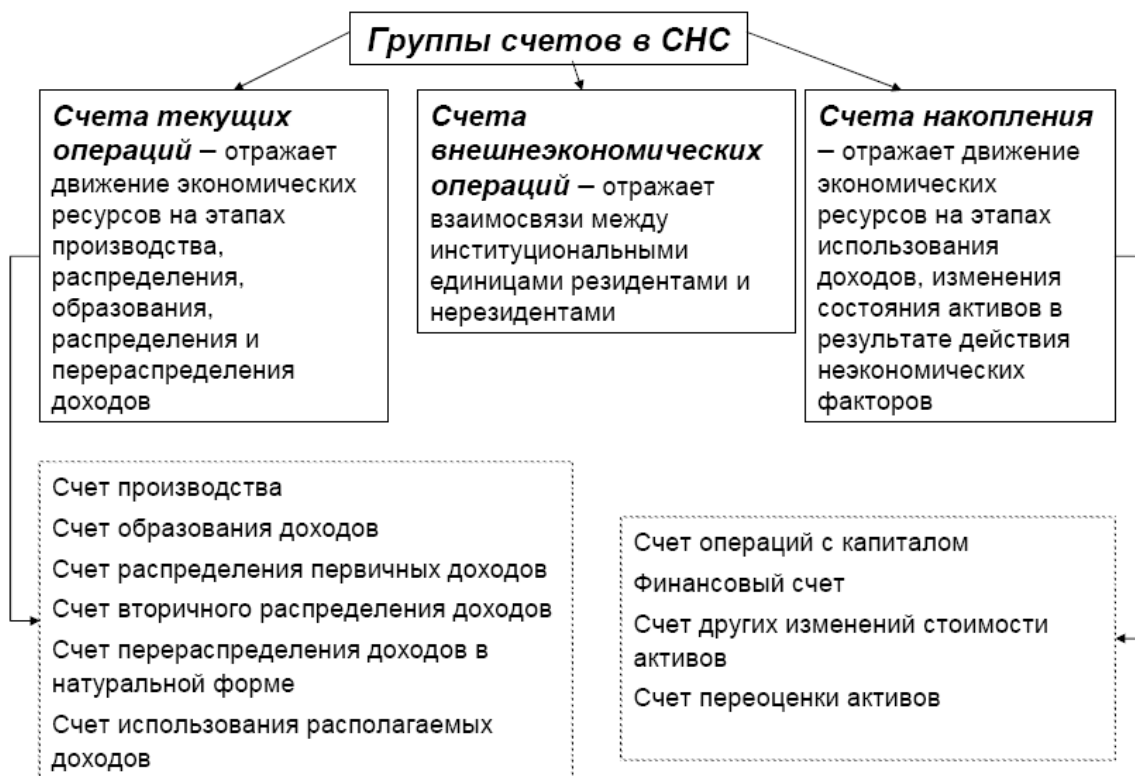 Группы счетов в СНС
Счета текущих
операций – отражает
движение экономических
ресурсов на этапах
производства,
распределения,
образования,
распределения и
перераспределения
доходов
Счета
внешнеэкономических
операций – отражает
взаимосвязи между
институциональными
единицами резидентами и
нерезидентами
Счета накопления
– отражает движение
экономических
ресурсов на этапах
использования
доходов, изменения
состояния активов в
результате действия
неэкономических
факторов
Счет производства
Счет образования доходов
Счет распределения первичных доходов
Счет вторичного распределения доходов
Счет перераспределения доходов в
натуральной форме
Счет использования располагаемых
доходов
Счет операций с капиталом
Финансовый счет
Счет других изменений стоимости
активов
Счет переоценки активов